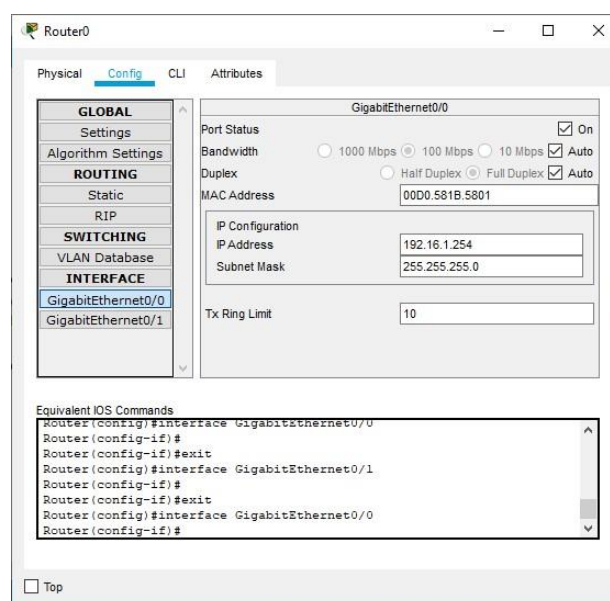 Router0
Physical Config CLI Attributes
GLOBAL
Settings
Algorithm Settings
ROUTING
Static
RIP
SWITCHING
VLAN Database
INTERFACE
GigabitEthernet0/0
GigabitEthernet0/1
GigabitEthernet0/0
Port Status On
Bandwidth 1000 Mbps 100 Mbps 10 Mbps Auto
Duplex Half Duplex Full Duplex Auto
MAC Address 00D0.581B.5801
IP Configuration
IP Address 192.16.1.254
Subnet Mask 255.255.255.0
Tx Ring Limit 10
Equivalent IOS Commands
Router(config)#interface GigabitEthernet0/0
Router(config-if)#
Router(config-if)#exit
Router(config)#interface GigabitEthernet0/1
Router(config-if)#
Router(config-if)#exit
Router(config)#interface GigabitEthernet0/0
Router(config-if)#
Top